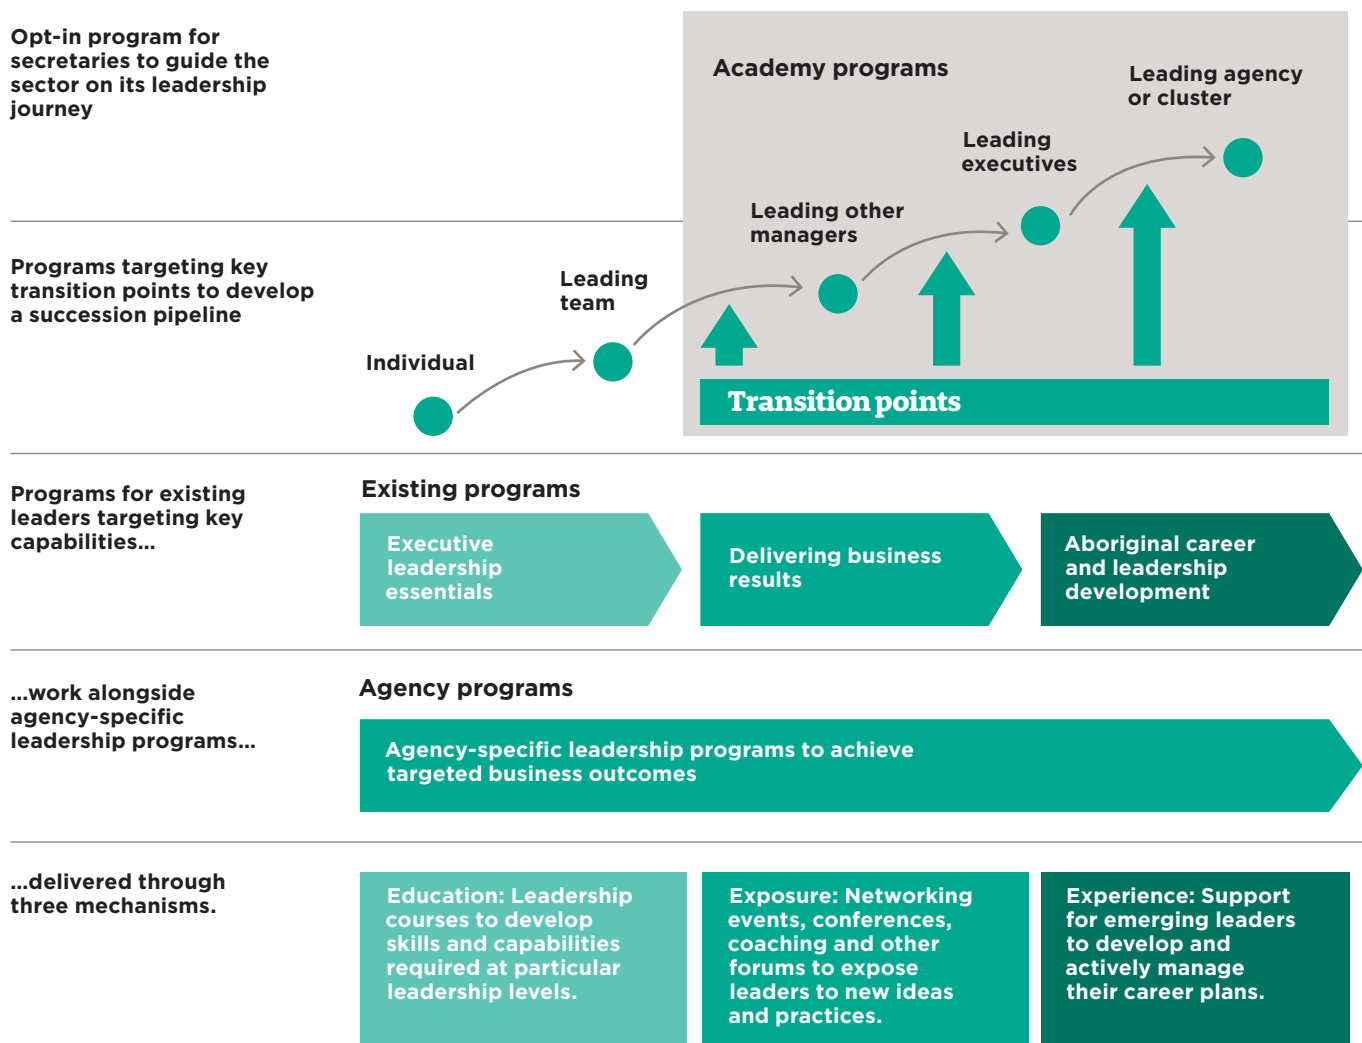 Opt-in program for
secretaries to guide the
sector on its leadership
journey
Academy programs
Leading agency
or cluster
Leading
executives
Leading other
managers
Programs targeting key
transition points to develop
a succession pipeline
Leading
team
Individual
Transition points
Programs for existing
leaders targeting key
capabilities...
Existing programs
Executive
leadership
essentials
Delivering business
results
Aboriginal career
and leadership
development
...work alongside
agency-specific
leadership programs...
Agency programs
Agency-specific leadership programs to achieve
targeted business outcomes
...delivered through
three mechanisms.
Education: Leadership
courses to develop
skills and capabilities
required at particular
leadership levels.
Exposure: Networking
events, conferences,
coaching and other
forums to expose
leaders to new ideas
and practices.
Experience: Support
for emerging leaders
to develop and
actively manage
their career plans.